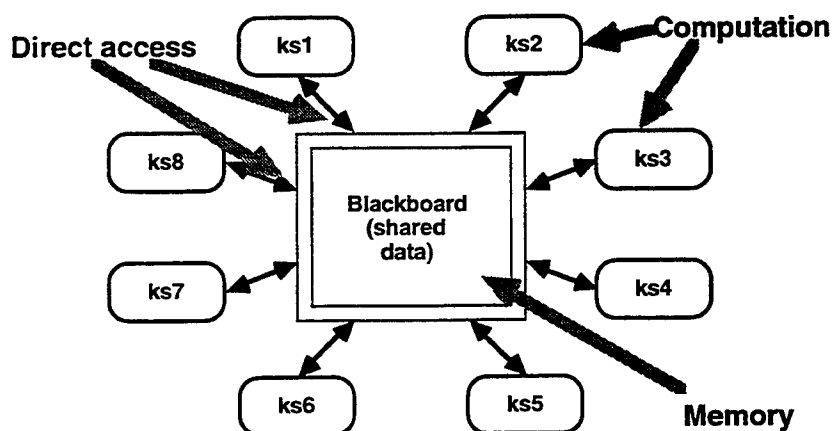 Direct access
ks1
ks2
Computation
ks8
ks3
Blackboard
(shared
data)
ks7
ks4
ks6
ks5
Memory